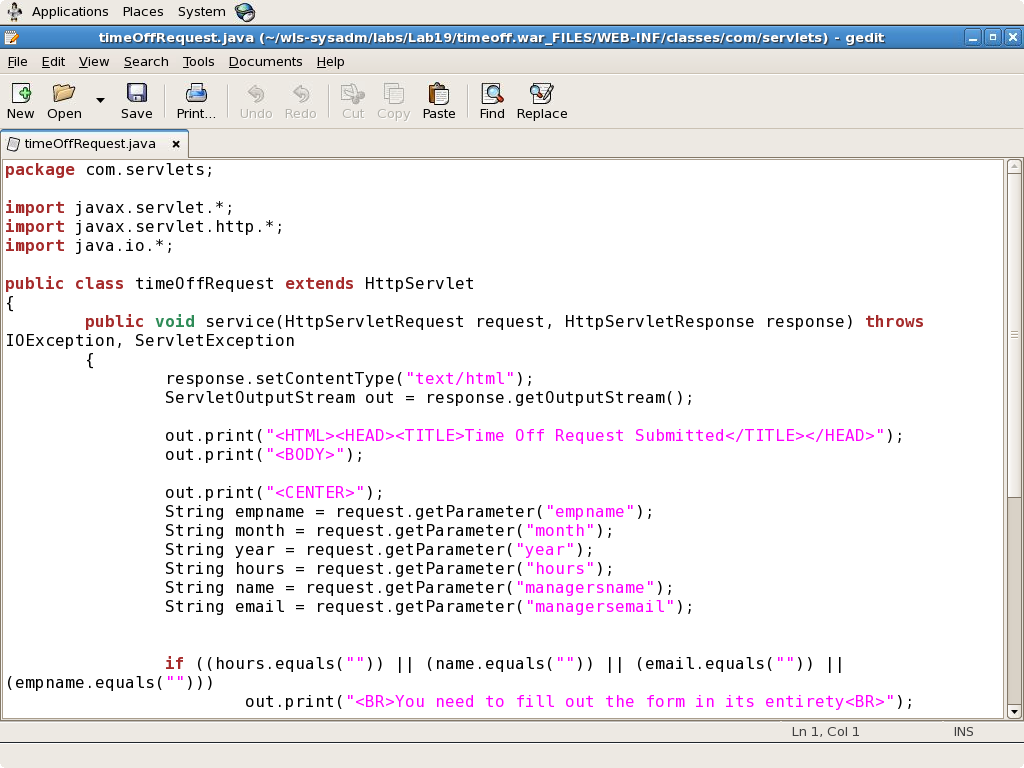 Applications Places System
timeOffRequest.java (~/wls-sysadm/labs/Lab19/timeoff.war_FILES/WEB-INF/classes/com/servlets) - gedit
File Edit View Search Tools Documents Help
New Open Save Print... Undo Redo Cut Copy Paste Find Replace
timeOffRequest.java
package com.servlets;
import javax.servlet.*;
import javax.servlet.http.*;
import java.io.*;
public class timeOffRequest extends HttpServlet
{
public void service(HttpServletRequest request, HttpServletResponse response) throws
IOException, ServletException
{
response.setContentType("text/html");
ServletOutputStream out = response.getOutputStream();
out.print("<HTML><HEAD><TITLE>Time Off Request Submitted</TITLE></HEAD>");
out.print("<BODY>");
out.print("<CENTER>");
String empname = request.getParameter("empname");
String month = request.getParameter("month");
String year = request.getParameter("year");
String hours = request.getParameter("hours");
String name = request.getParameter("managersname");
String email = request.getParameter("managersemail");
if ((hours.equals("")) || (name.equals("")) || (email.equals("")) ||
(empname.equals("")))
out.print("<BR>You need to fill out the form in its entirety<BR>");
Ln 1, Col 1 INS